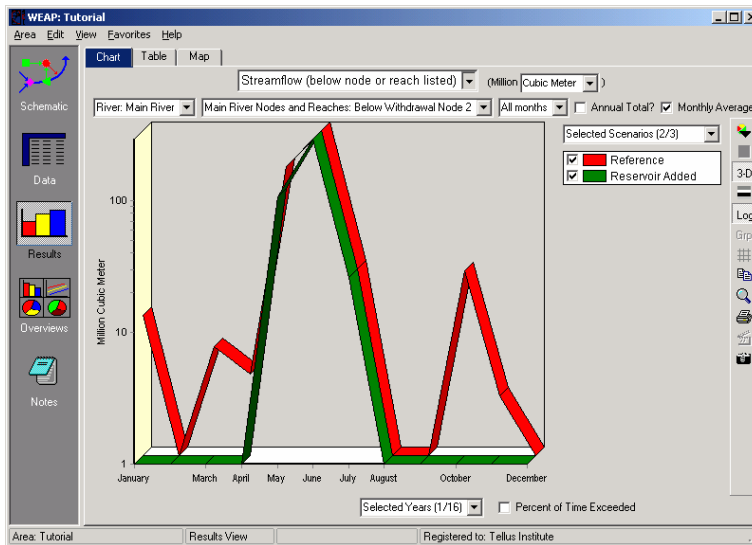 WEAP: Tutorial
Area Edit View Favorites Help
Chart Table Map
Streamflow (below node or reach listed) (Million Cubic Meter )
River: Main River Main River Nodes and Reaches: Below Withdrawal Node 2 All months Annual Total? Monthly Average
Selected Scenarios (2/3)
Reference
Reservoir Added
Schematic
Data
Results
Overviews
Notes
3-D
Log
Grp
Million Cubic Meter
100
10
1
January March April May June July August October December
Selected Years (1/16) Percent of Time Exceeded
Area: Tutorial Results View Registered to: Tellus Institute